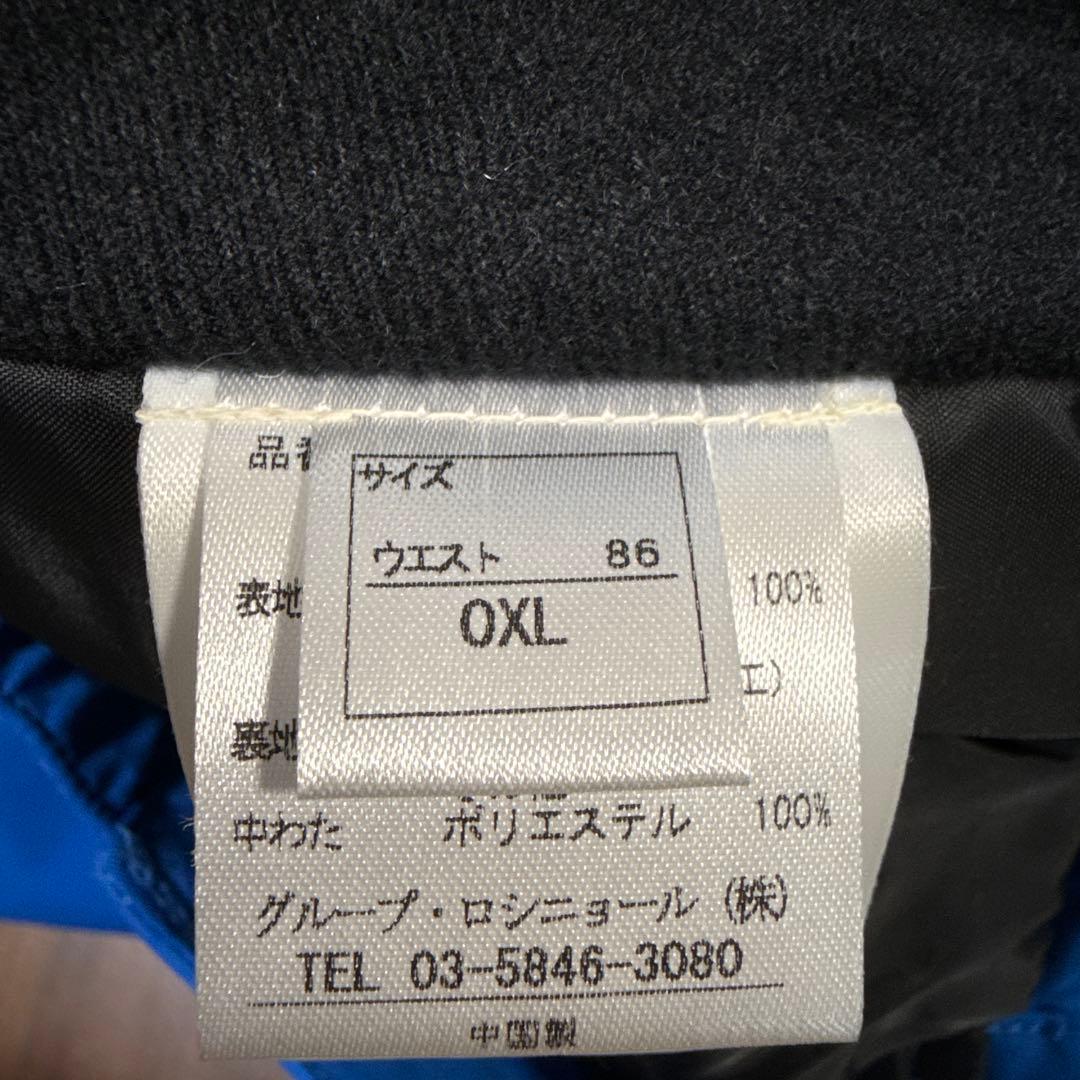 品番
サイズ
ウエスト 86
OXL
表地 100%
エ)
裏地
中わた ポリエステル 100%
グループ・ロシニョール (株)
TEL 03-5846-3080
中国製